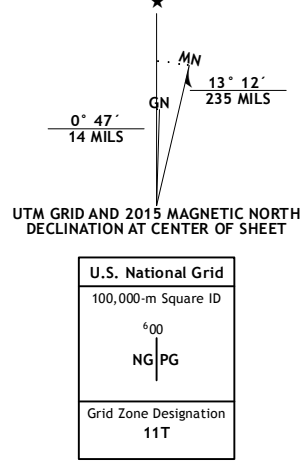 ★
MN
GN
13° 12´
235 MILS
0° 47´
14 MILS
UTM GRID AND 2015 MAGNETIC NORTH
DECLINATION AT CENTER OF SHEET
U.S. National Grid
100,000-m Square ID
⁶00
NG PG
Grid Zone Designation
11T